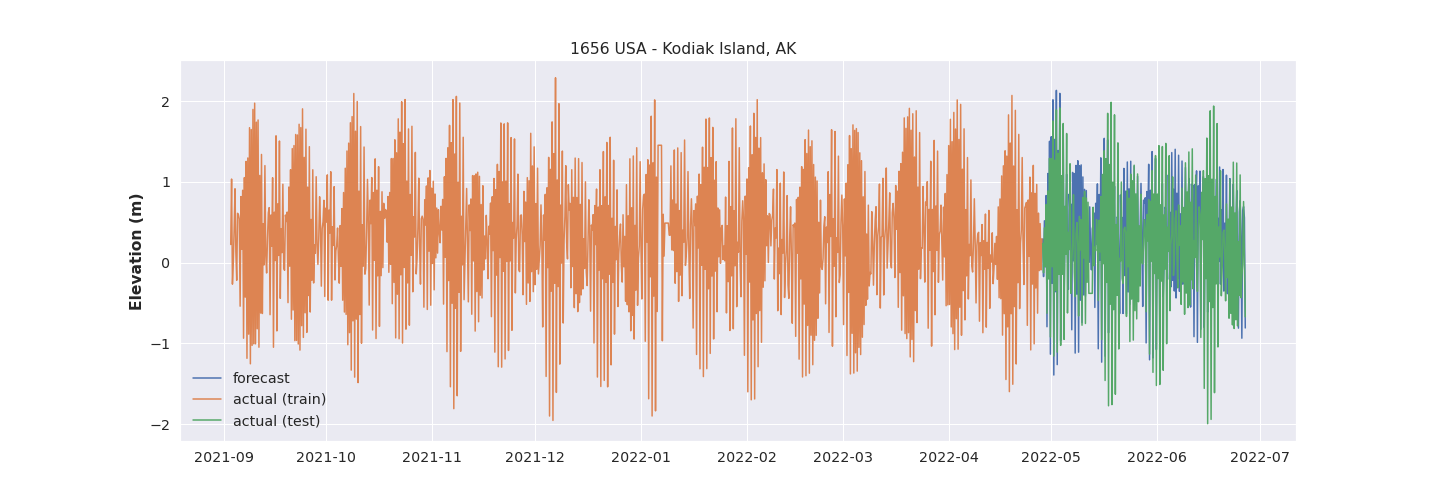 1656 USA - Kodiak Island, AK
Elevation (m)
2
1
0
−1
−2
forecast
actual (train)
actual (test)
2021-09 2021-10 2021-11 2021-12 2022-01 2022-02 2022-03 2022-04 2022-05 2022-06 2022-07